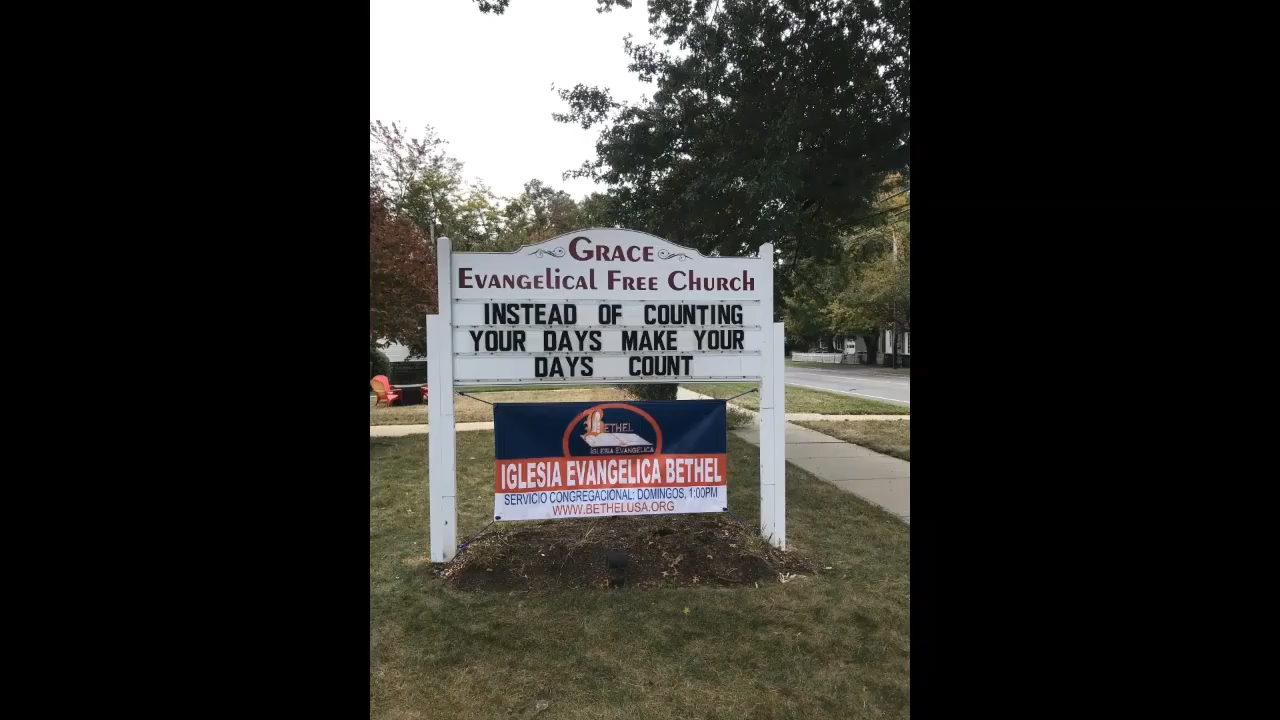 Grace
Evangelical Free Church
INSTEAD OF COUNTING
YOUR DAYS MAKE YOUR
DAYS COUNT
BETHEL
IGLESIA EVANGELICA
IGLESIA EVANGELICA BETHEL
SERVICIO CONGREGACIONAL: DOMINGOS, 1:00PM
WWW.BETHELUSA.ORG